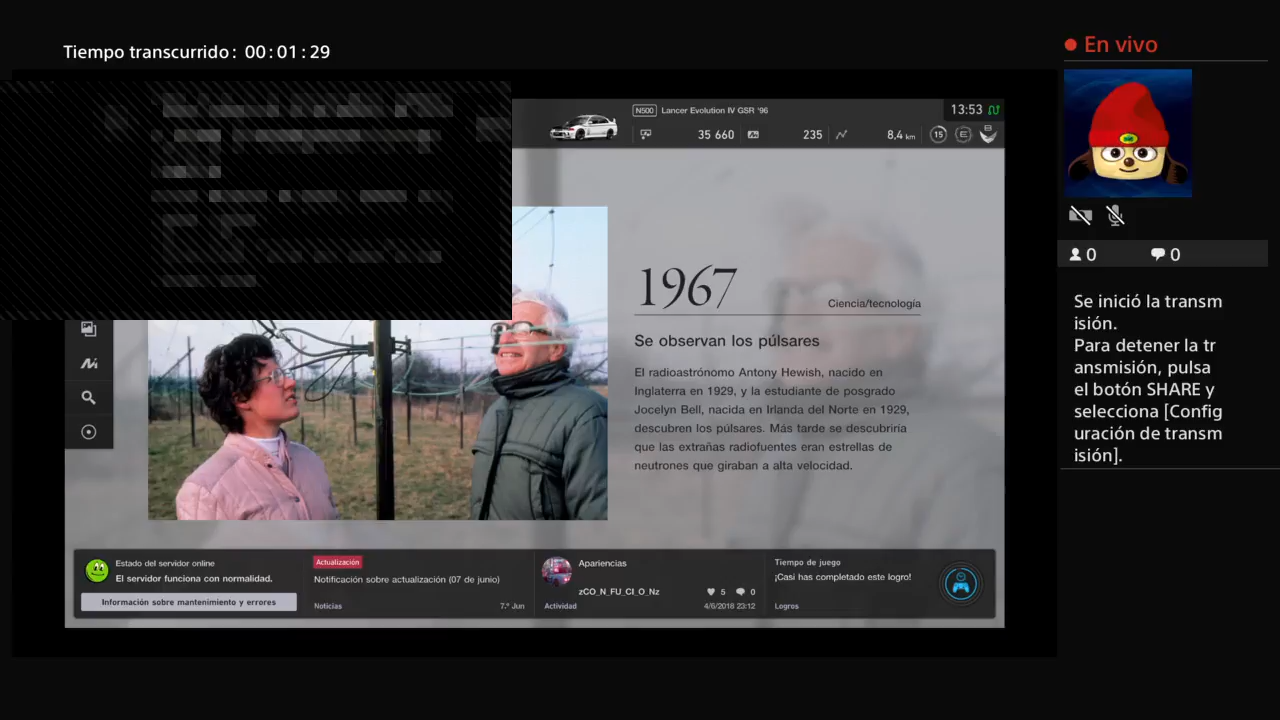 Tiempo transcurrido: 00:01:29
En vivo
N500 Lancer Evolution IV GSR '96
13:53
35 660
235
8,4 km
15
E
0
0
Se inició la transm
isión.
Para detener la tr
ansmisión, pulsa
el botón SHARE y
selecciona [Config
uración de transm
isión].
1967
Ciencia/tecnología
Se observan los púlsares
El radioastrónomo Antony Hewish, nacido en
Inglaterra en 1929, y la estudiante de posgrado
Jocelyn Bell, nacida en Irlanda del Norte en 1929,
descubren los púlsares. Más tarde se descubriría
que las extrañas radiofuentes eran estrellas de
neutrones que giraban a alta velocidad.
Estado del servidor online
El servidor funciona con normalidad.
Información sobre mantenimiento y errores
Actualización
Notificación sobre actualización (07 de junio)
Noticias
7.º Jun
Apariencias
zCO_N_FU_CI_O_Nz
5
0
Actividad
4/6/2018 23:12
Tiempo de juego
¡Casi has completado este logro!
Logros